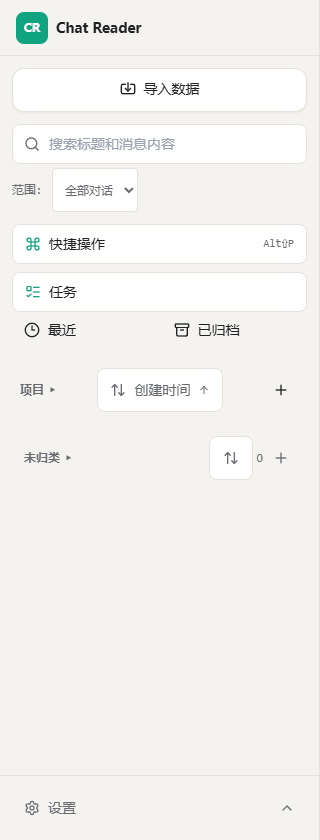 CR Chat Reader
导入数据
搜索标题和消息内容
范围: 全部对话
快捷操作 Alt⇧P
任务
最近 已归档
项目 ▸ 创建时间 ↑ +
未归类 ▸ 0 +
设置